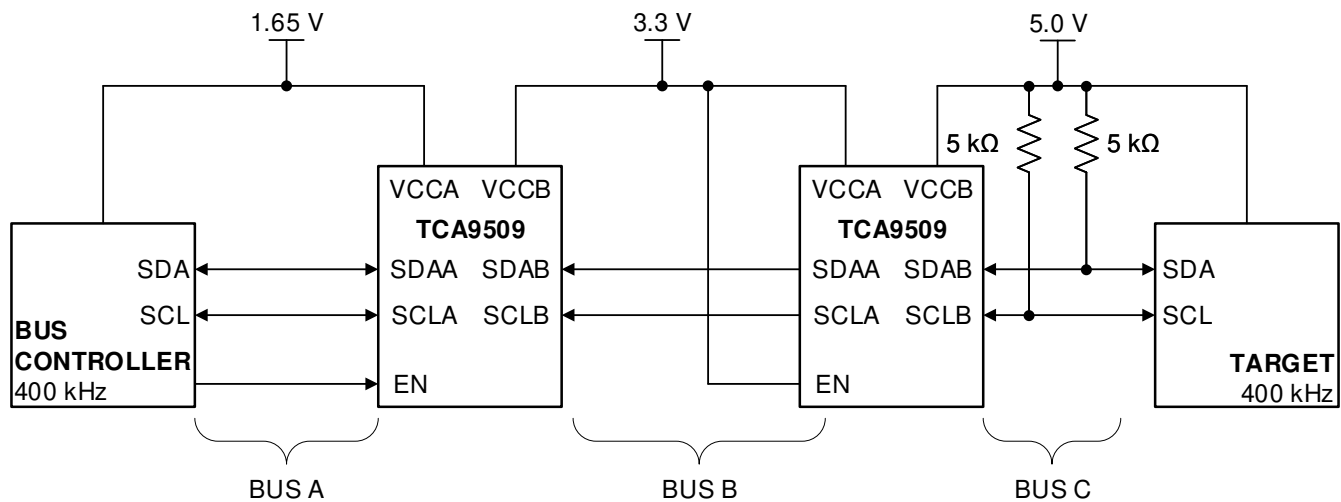 1.65 V
3.3 V
5.0 V
5 kΩ
5 kΩ
VCCA VCCB
TCA9509
SDAA SDAB
SCLA SCLB
EN
VCCA VCCB
TCA9509
SDAA SDAB
SCLA SCLB
EN
SDA
SCL
BUS
CONTROLLER
400 kHz
SDA
SCL
TARGET
400 kHz
BUS A
BUS B
BUS C